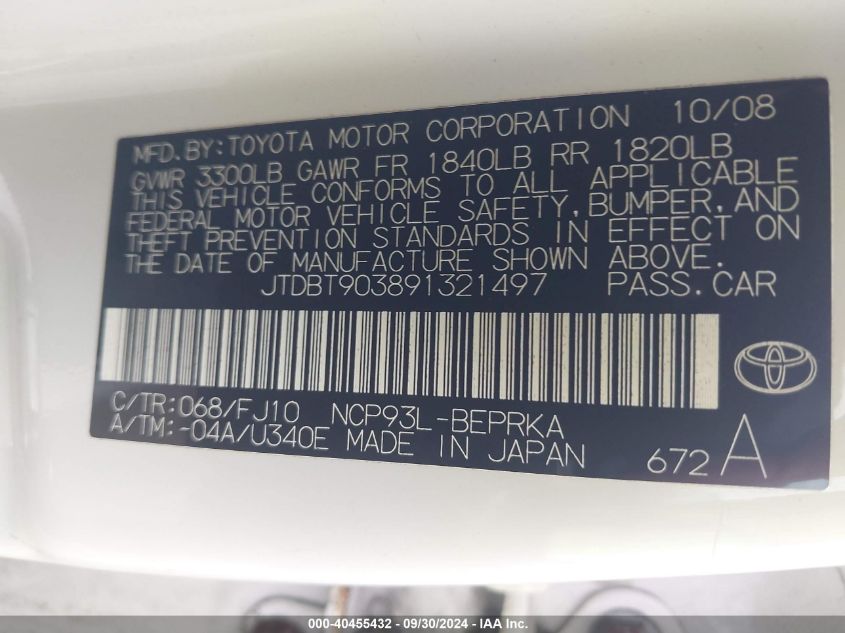 MFD.BY:TOYOTA MOTOR CORPORATION 10/08
GVWR 3300LB GAWR FR 1840LB RR 1820LB
THIS VEHICLE CONFORMS TO ALL APPLICABLE
FEDERAL MOTOR VEHICLE SAFETY,BUMPER,AND
THEFT PREVENTION STANDARDS IN EFFECT ON
THE DATE OF MANUFACTURE SHOWN ABOVE.
JTDBT903891321497 PASS.CAR
C/TR:068/FJ10 NCP93L-BEPRKA
A/TM:-04A/U340E MADE IN JAPAN
672 A
000-40455432 - 09/30/2024 - IAA Inc.